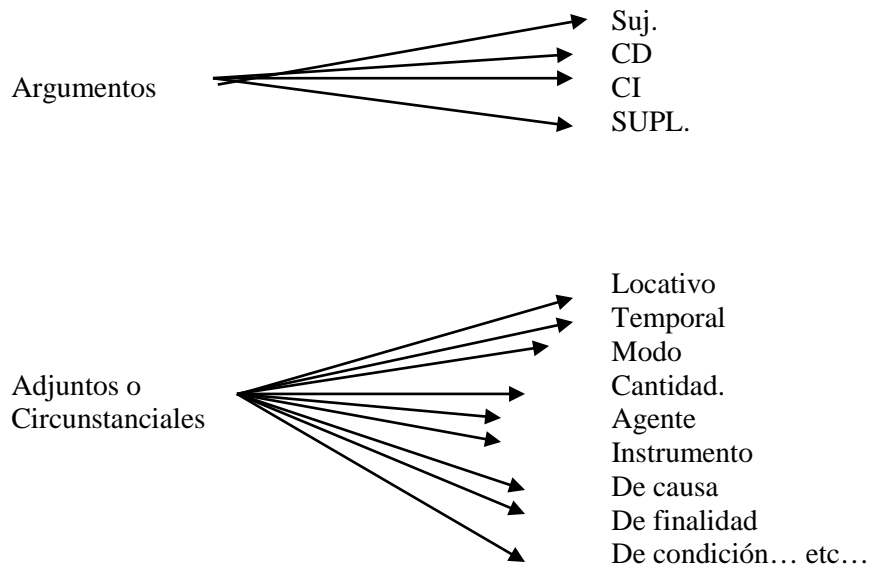 Argumentos
Suj.
CD
CI
SUPL.
Adjuntos o
Circunstanciales
Locativo
Temporal
Modo
Cantidad.
Agente
Instrumento
De causa
De finalidad
De condición… etc…